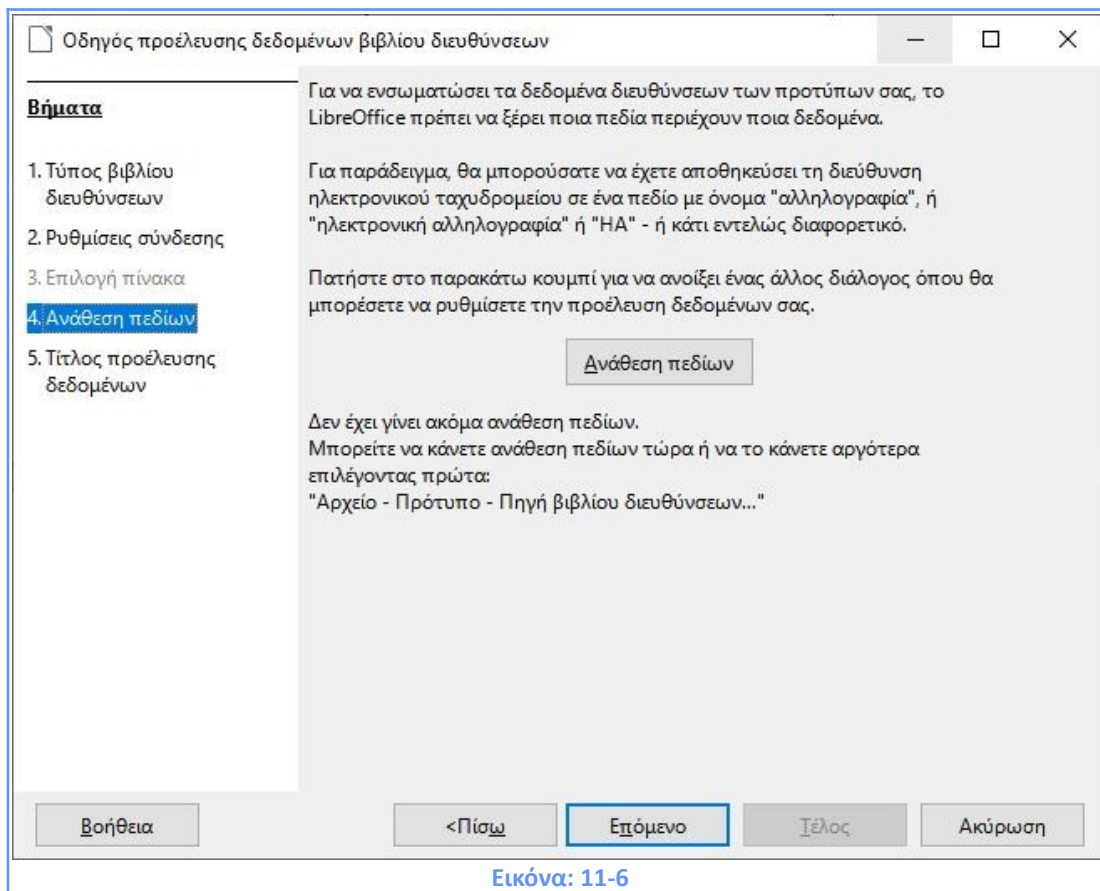 Οδηγός προέλευσης δεδομένων βιβλίου διευθύνσεων
Βήματα
1. Τύπος βιβλίου
διευθύνσεων
2. Ρυθμίσεις σύνδεσης
3. Επιλογή πίνακα
4. Ανάθεση πεδίων
5. Τίτλος προέλευσης
δεδομένων
Για να ενσωματώσει τα δεδομένα διευθύνσεων των προτύπων σας, το
LibreOffice πρέπει να ξέρει ποια πεδία περιέχουν ποια δεδομένα.
Για παράδειγμα, θα μπορούσατε να έχετε αποθηκεύσει τη διεύθυνση
ηλεκτρονικού ταχυδρομείου σε ένα πεδίο με όνομα "αλληλογραφία", ή
"ηλεκτρονική αλληλογραφία" ή "ΗΑ" - ή κάτι εντελώς διαφορετικό.
Πατήστε στο παρακάτω κουμπί για να ανοίξει ένας άλλος διάλογος όπου θα
μπορέσετε να ρυθμίσετε την προέλευση δεδομένων σας.
Ανάθεση πεδίων
Δεν έχει γίνει ακόμα ανάθεση πεδίων.
Μπορείτε να κάνετε ανάθεση πεδίων τώρα ή να το κάνετε αργότερα
επιλέγοντας πρώτα:
"Αρχείο - Πρότυπο - Πηγή βιβλίου διευθύνσεων..."
Βοήθεια
<Πίσω
Επόμενο
Τέλος
Ακύρωση
Εικόνα: 11-6